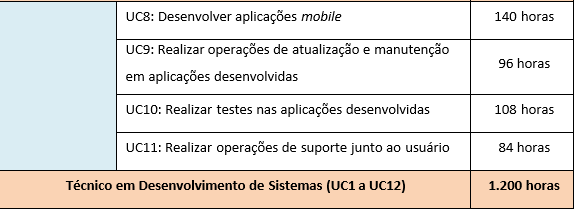 UC8: Desenvolver aplicações mobile 140 horas
UC9: Realizar operações de atualização e manutenção
em aplicações desenvolvidas 96 horas
UC10: Realizar testes nas aplicações desenvolvidas 108 horas
UC11: Realizar operações de suporte junto ao usuário 84 horas
Técnico em Desenvolvimento de Sistemas (UC1 a UC12) 1.200 horas